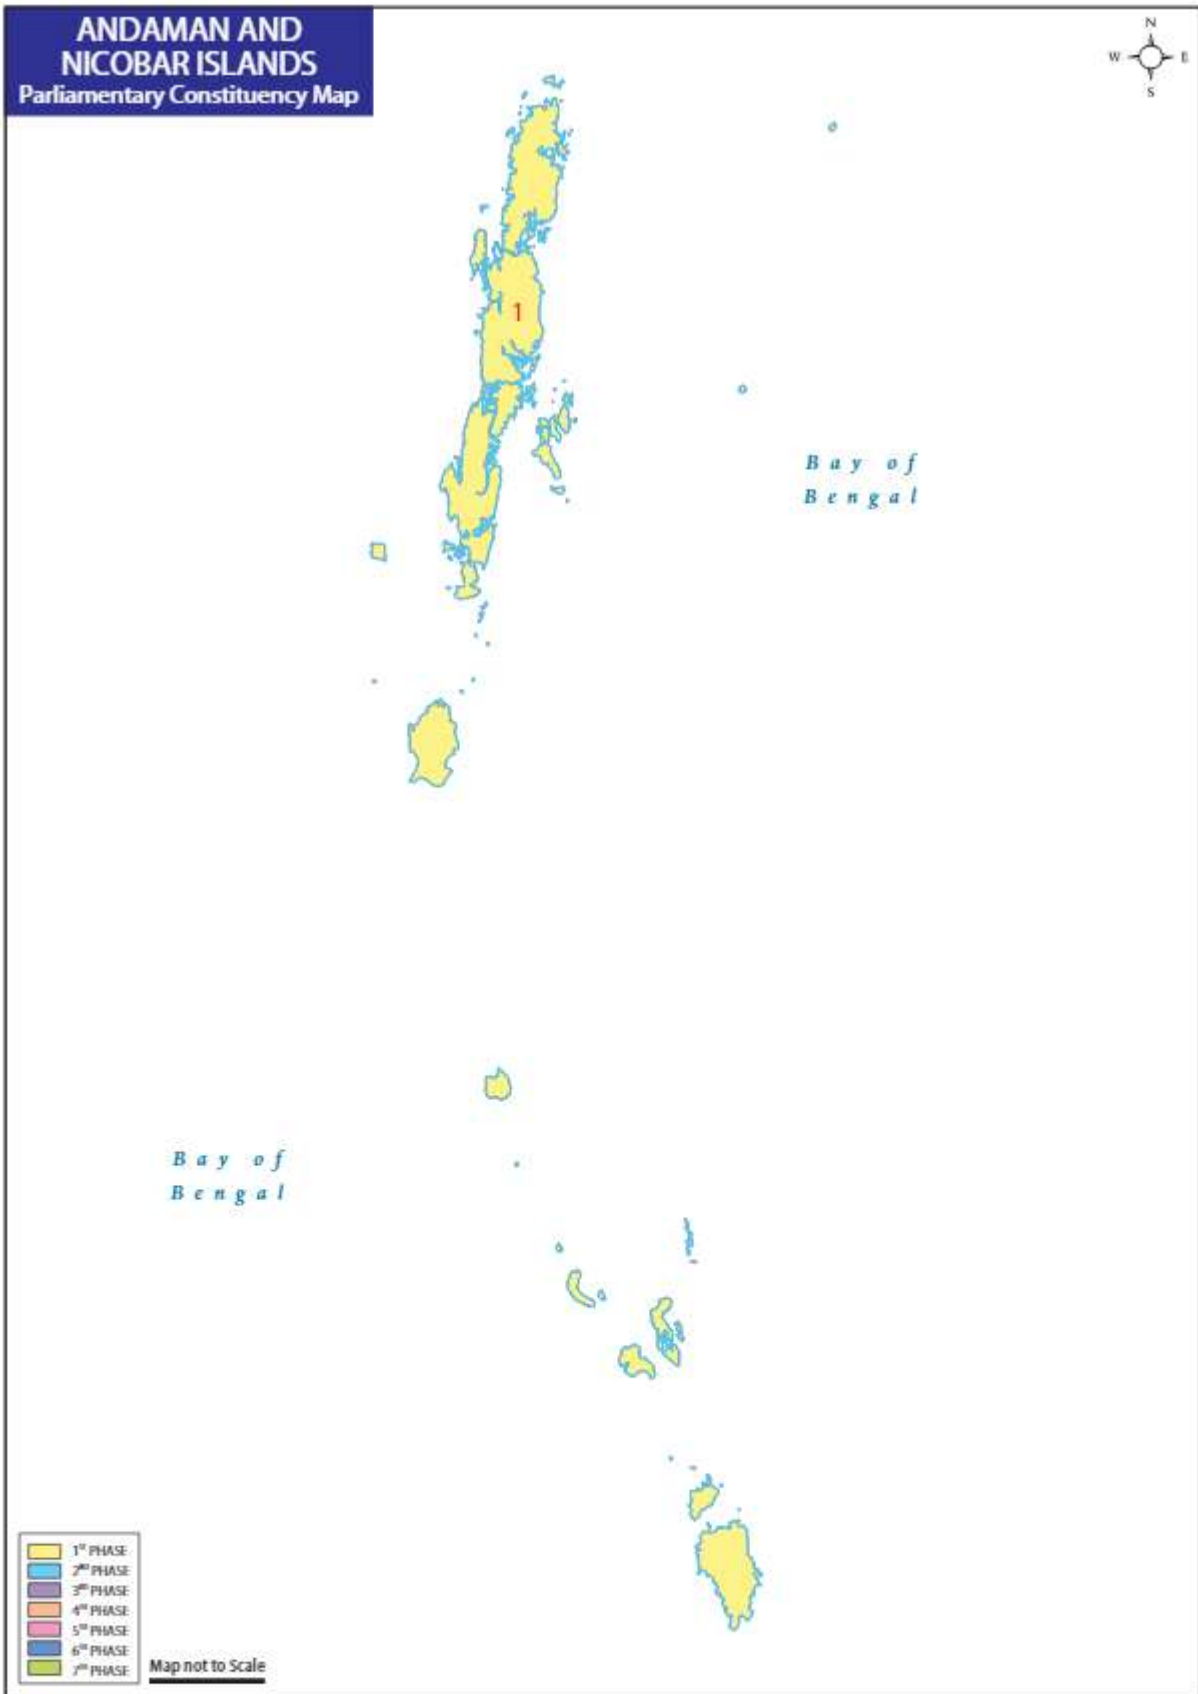 ANDAMAN AND
NICOBAR ISLANDS
Parliamentary Constituency Map
N
W E
S
1
Bay of
Bengal
Bay of
Bengal
1ST PHASE
2ND PHASE
3RD PHASE
4TH PHASE
5TH PHASE
6TH PHASE
7TH PHASE
Map not to Scale